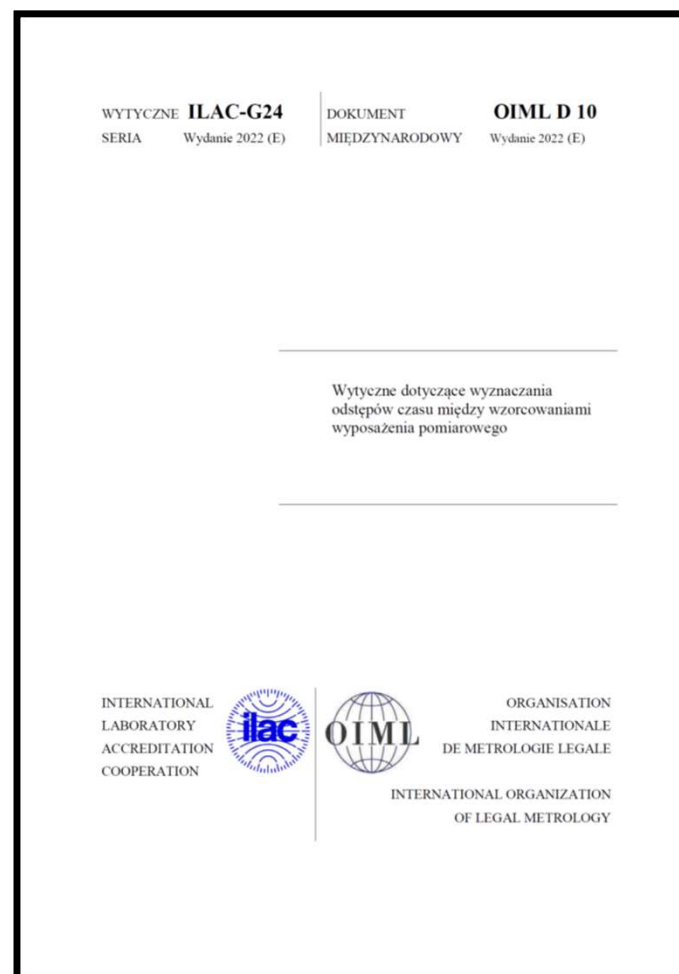 WYTYCZNE ILAC-G24
SERIA Wydanie 2022 (E)
DOKUMENT OIML D 10
MIĘDZYNARODOWY Wydanie 2022 (E)
Wytyczne dotyczące wyznaczania
odstępów czasu między wzorcowaniami
wyposażenia pomiarowego
INTERNATIONAL
LABORATORY
ACCREDITATION
COOPERATION
ilac
OIML
ORGANISATION
INTERNATIONALE
DE METROLOGIE LEGALE
INTERNATIONAL ORGANIZATION
OF LEGAL METROLOGY